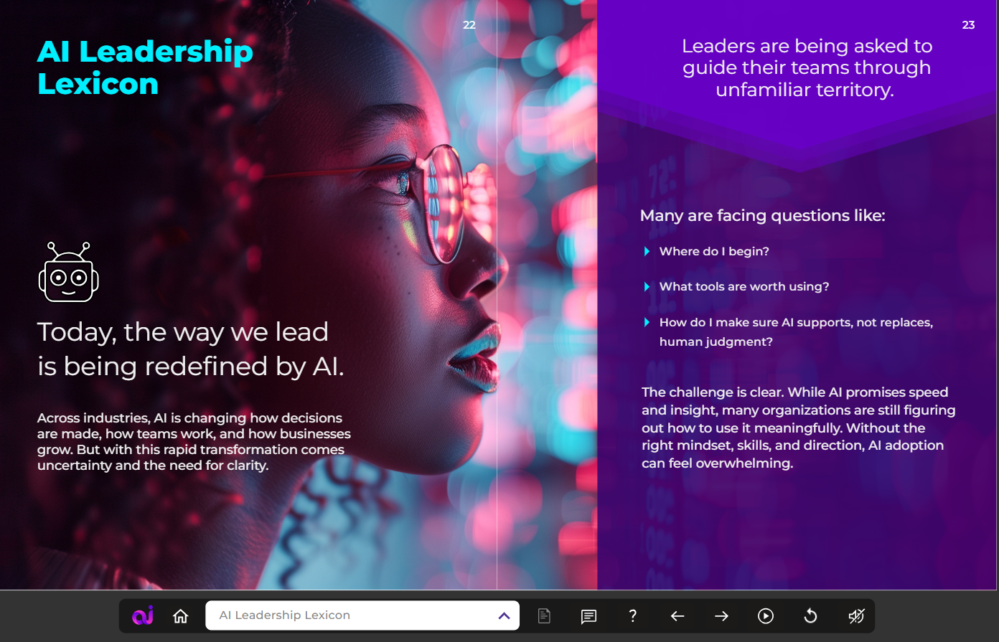 22
AI Leadership
Lexicon
Today, the way we lead
is being redefined by AI.
Across industries, AI is changing how decisions
are made, how teams work, and how businesses
grow. But with this rapid transformation comes
uncertainty and the need for clarity.
23
Leaders are being asked to
guide their teams through
unfamiliar territory.
Many are facing questions like:
Where do I begin?
What tools are worth using?
How do I make sure AI supports, not replaces,
human judgment?
The challenge is clear. While AI promises speed
and insight, many organizations are still figuring
out how to use it meaningfully. Without the
right mindset, skills, and direction, AI adoption
can feel overwhelming.
ai
AI Leadership Lexicon
?